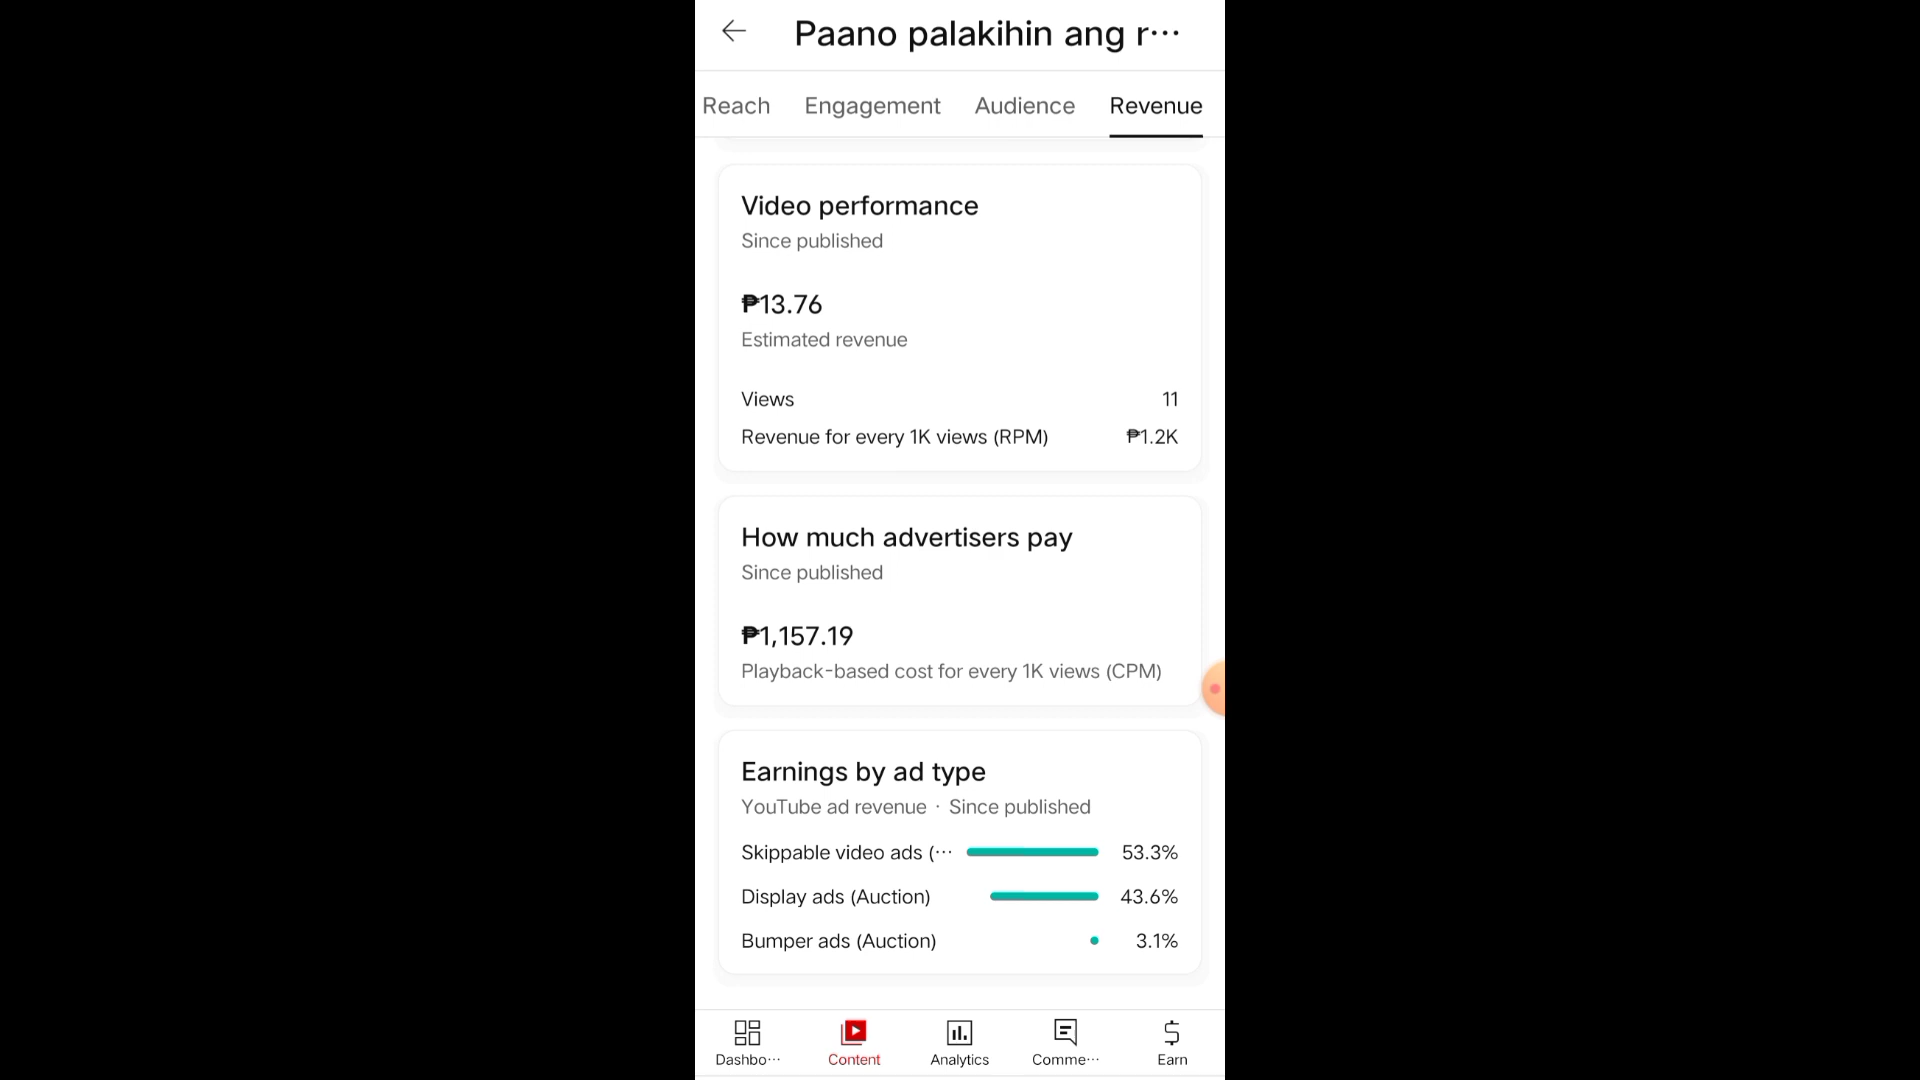 Paano palakihin ang r···
Reach Engagement Audience Revenue
Video performance
Since published
₱13.76
Estimated revenue
Views 11
Revenue for every 1K views (RPM) ₱1.2K
How much advertisers pay
Since published
₱1,157.19
Playback-based cost for every 1K views (CPM)
Earnings by ad type
YouTube ad revenue · Since published
Skippable video ads (··· 53.3%
Display ads (Auction) 43.6%
Bumper ads (Auction) 3.1%
Dashbo··· Content Analytics Comme··· Earn